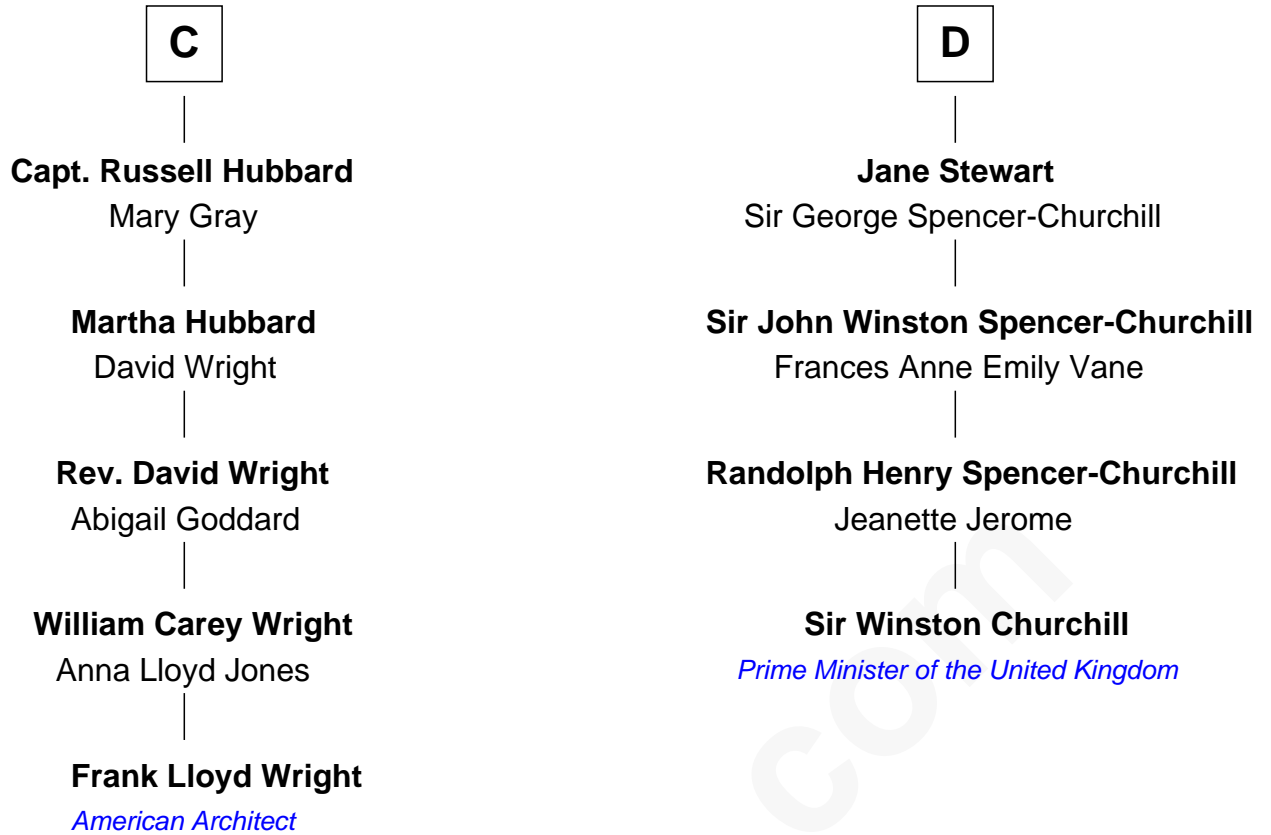 C
Capt. Russell Hubbard
Mary Gray
Martha Hubbard
David Wright
Rev. David Wright
Abigail Goddard
William Carey Wright
Anna Lloyd Jones
Frank Lloyd Wright
American Architect
D
Jane Stewart
Sir George Spencer-Churchill
Sir John Winston Spencer-Churchill
Frances Anne Emily Vane
Randolph Henry Spencer-Churchill
Jeanette Jerome
Sir Winston Churchill
Prime Minister of the United Kingdom
com